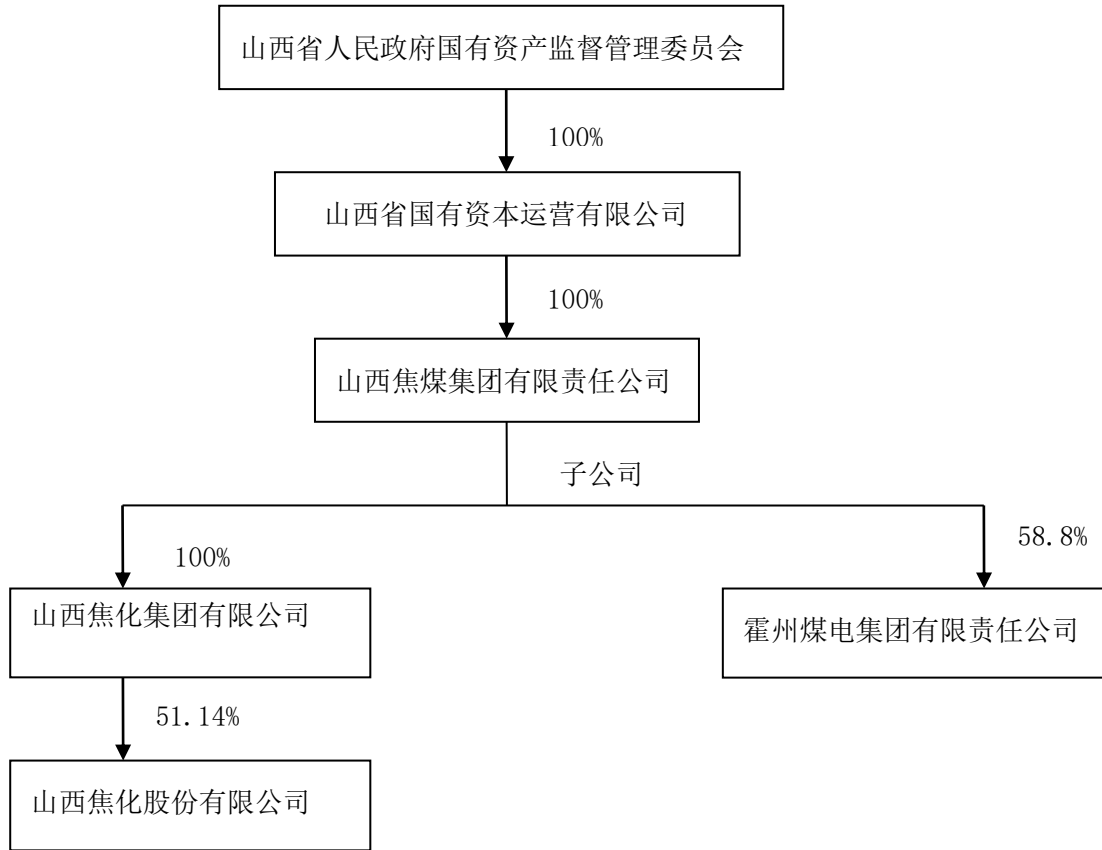 山西省人民政府国有资产监督管理委员会
100%
山西省国有资本运营有限公司
100%
山西焦煤集团有限责任公司
子公司
100%
58.8%
山西焦化集团有限公司
霍州煤电集团有限责任公司
51.14%
山西焦化股份有限公司